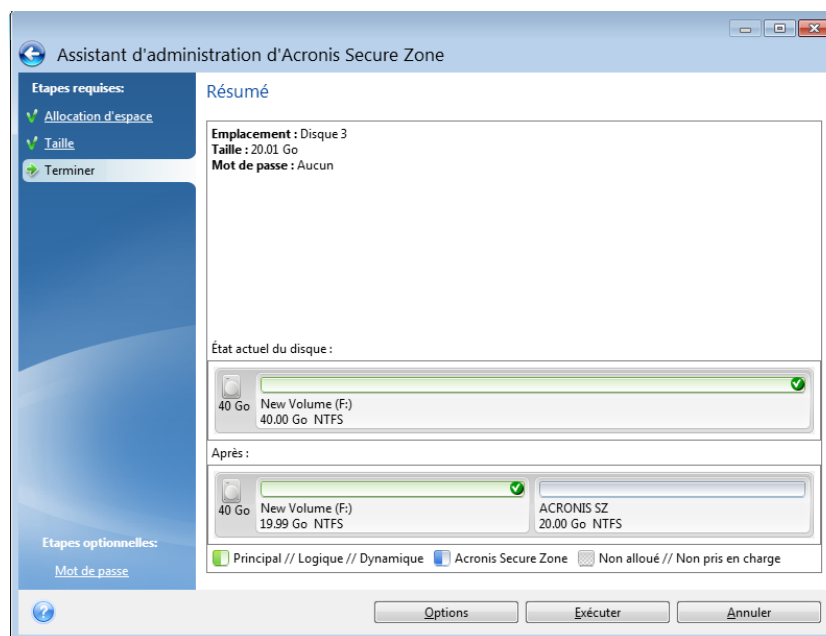 Assistant d'administration d'Acronis Secure Zone
Etapes requises:
Allocation d'espace
Taille
Terminer
Résumé
Emplacement : Disque 3
Taille : 20.01 Go
Mot de passe : Aucun
État actuel du disque :
40 Go
New Volume (F:)
40.00 Go NTFS
Après :
40 Go
New Volume (F:)
19.99 Go NTFS
ACRONIS SZ
20.00 Go NTFS
Principal // Logique // Dynamique
Acronis Secure Zone
Non alloué // Non pris en charge
Etapes optionnelles:
Mot de passe
Options
Exécuter
Annuler